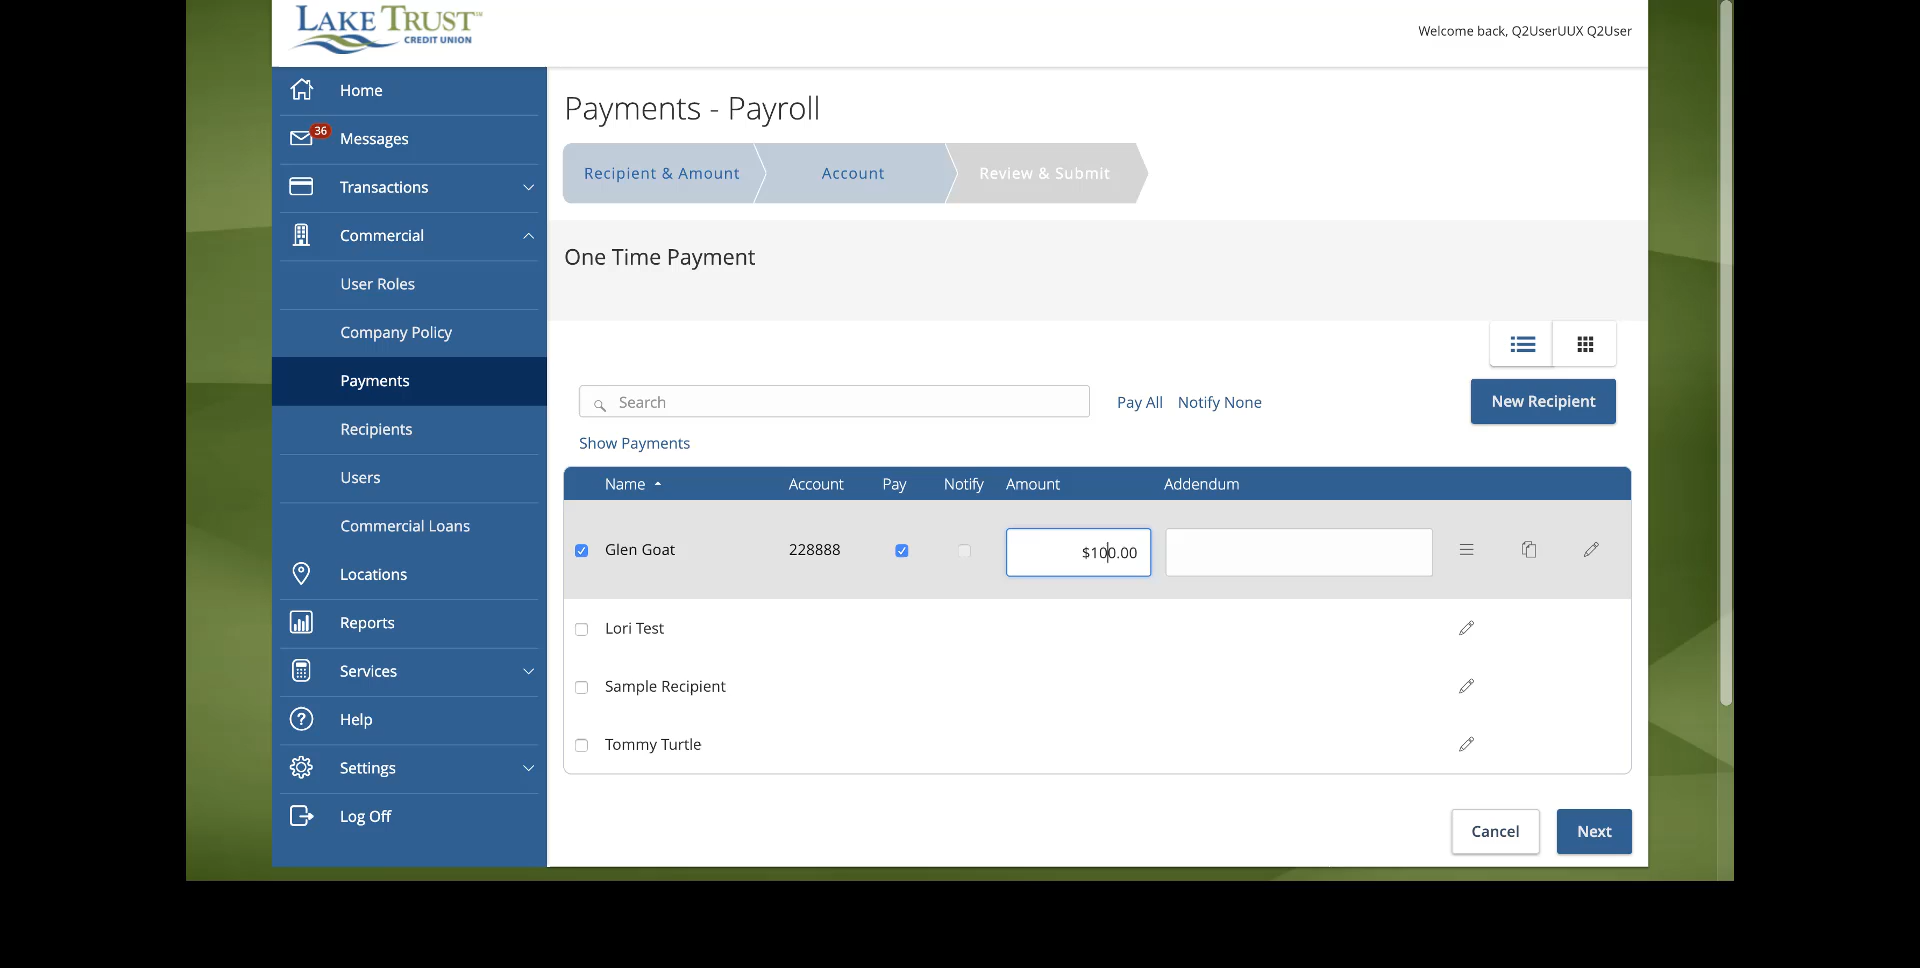 LAKE TRUST™
CREDIT UNION
Welcome back, Q2UserUUX Q2User
Home
36
Messages
Transactions
Commercial
User Roles
Company Policy
Payments
Recipients
Users
Commercial Loans
Locations
Reports
Services
Help
Settings
Log Off
Payments - Payroll
Recipient & Amount Account Review & Submit
One Time Payment
Search Pay All Notify None New Recipient
Show Payments
Name Account Pay Notify Amount Addendum
Glen Goat 228888 $100.00
Lori Test
Sample Recipient
Tommy Turtle
Cancel Next